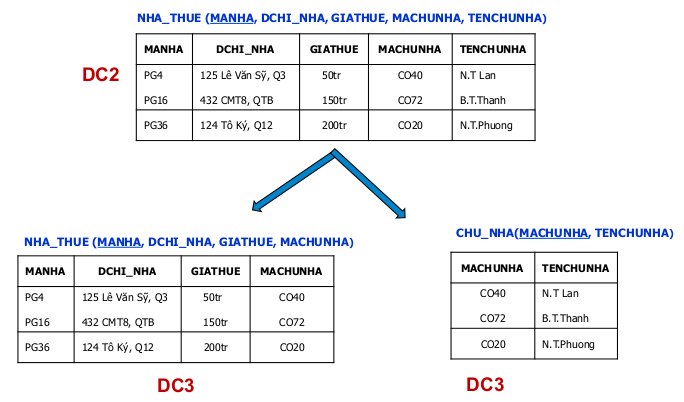 NHA_THUE (MANHA, DCHI_NHA, GIATHUE, MACHUNHA, TENCHUNHA)
MANHA DCHI_NHA GIATHUE MACHUNHA TENCHUNHA
DC2
PG4 125 Lê Văn Sỹ, Q3 50tr CO40 N.T Lan
PG16 432 CMT8, QTB 150tr CO72 B.T.Thanh
PG36 124 Tô Ký, Q12 200tr CO20 N.T.Phuong
NHA_THUE (MANHA, DCHI_NHA, GIATHUE, MACHUNHA)
MANHA DCHI_NHA GIATHUE MACHUNHA
PG4 125 Lê Văn Sỹ, Q3 50tr CO40
PG16 432 CMT8, QTB 150tr CO72
PG36 124 Tô Ký, Q12 200tr CO20
DC3
CHU_NHA(MACHUNHA, TENCHUNHA)
MACHUNHA TENCHUNHA
CO40 N.T Lan
CO72 B.T.Thanh
CO20 N.T.Phuong
DC3